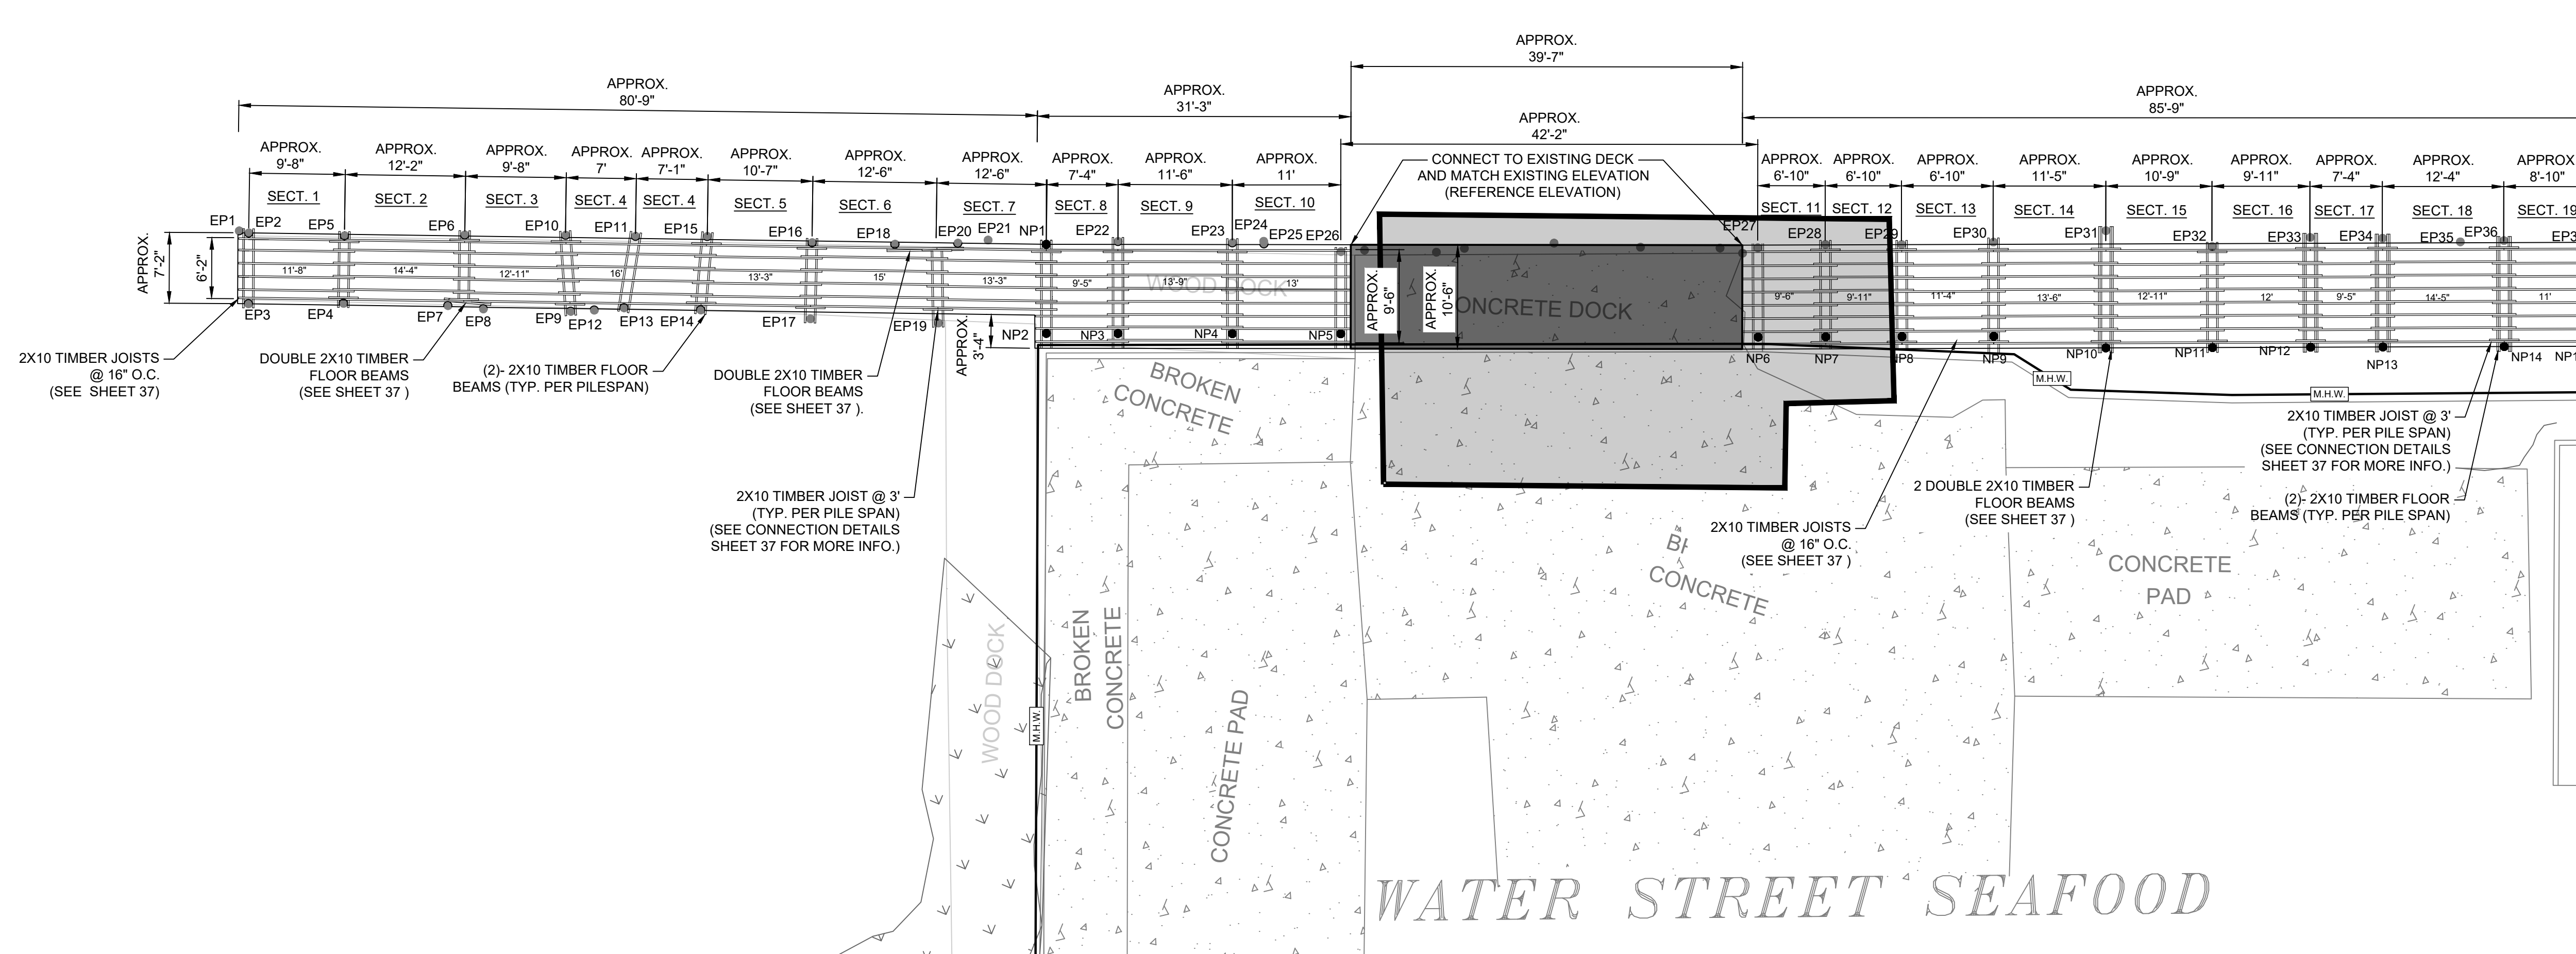 APPROX.
39'-7"
APPROX.
80'-9"
APPROX.
31'-3"
APPROX.
85'-9"
APPROX.
42'-2"
APPROX.
9'-8"
APPROX.
12'-2"
APPROX.
9'-8"
APPROX.
7'
APPROX.
7'-1"
APPROX.
10'-7"
APPROX.
12'-6"
APPROX.
12'-6"
APPROX.
7'-4"
APPROX.
11'-6"
APPROX.
11'
CONNECT TO EXISTING DECK
AND MATCH EXISTING ELEVATION
(REFERENCE ELEVATION)
APPROX.
6'-10"
APPROX.
6'-10"
APPROX.
6'-10"
APPROX.
11'-5"
APPROX.
10'-9"
APPROX.
9'-11"
APPROX.
7'-4"
APPROX.
12'-4"
APPROX
8'-10"
SECT. 1
SECT. 2
SECT. 3
SECT. 4
SECT. 4
SECT. 5
SECT. 6
SECT. 7
SECT. 8
SECT. 9
SECT. 10
SECT. 11
SECT. 12
SECT. 13
SECT. 14
SECT. 15
SECT. 16
SECT. 17
SECT. 18
SECT. 19
EP1
EP2
EP5
EP6
EP10
EP11
EP15
EP16
EP18
EP20
EP21
NP1
EP22
EP23
EP24
EP25
EP26
EP27
EP28
EP29
EP30
EP31
EP32
EP33
EP34
EP35
EP36
EP3
APPROX.
7'-2"
6'-2"
11'-8"
14'-4"
12'-11"
16'
13'-3"
15'
13'-3"
9'-5"
13'-9"
13'
WOOD DOCK
APPROX.
9'-6"
APPROX.
10'-6"
ONCRETE DOCK
9'-6"
9'-11"
11'-4"
13'-6"
12'-11"
12'
9'-5"
14'-5"
11'
EP3
EP4
EP7
EP8
EP9
EP12
EP13
EP14
EP17
EP19
APPROX.
3'-4"
NP2
NP3
NP4
NP5
NP6
NP7
NP8
NP9
NP10
NP11
NP12
NP13
NP14
NP1
2X10 TIMBER JOISTS
@ 16" O.C.
(SEE SHEET 37)
DOUBLE 2X10 TIMBER
FLOOR BEAMS
(SEE SHEET 37 )
(2)- 2X10 TIMBER FLOOR
BEAMS (TYP. PER PILESPAN)
DOUBLE 2X10 TIMBER
FLOOR BEAMS
(SEE SHEET 37 ).
BROKEN
CONCRETE
M.H.W.
M.H.W.
2X10 TIMBER JOIST @ 3'
(TYP. PER PILE SPAN)
(SEE CONNECTION DETAILS
SHEET 37 FOR MORE INFO.)
2X10 TIMBER JOIST @ 3'
(TYP. PER PILE SPAN)
(SEE CONNECTION DETAILS
SHEET 37 FOR MORE INFO.)
2 DOUBLE 2X10 TIMBER
FLOOR BEAMS
(SEE SHEET 37 )
(2)- 2X10 TIMBER FLOOR
BEAMS (TYP. PER PILE SPAN)
2X10 TIMBER JOISTS
@ 16" O.C.
(SEE SHEET 37 )
CONCRETE
CONCRETE
PAD
WOOD DOCK
BROKEN
CONCRETE
CONCRETE PAD
M.H.W.
WATER STREET SEAFOOD